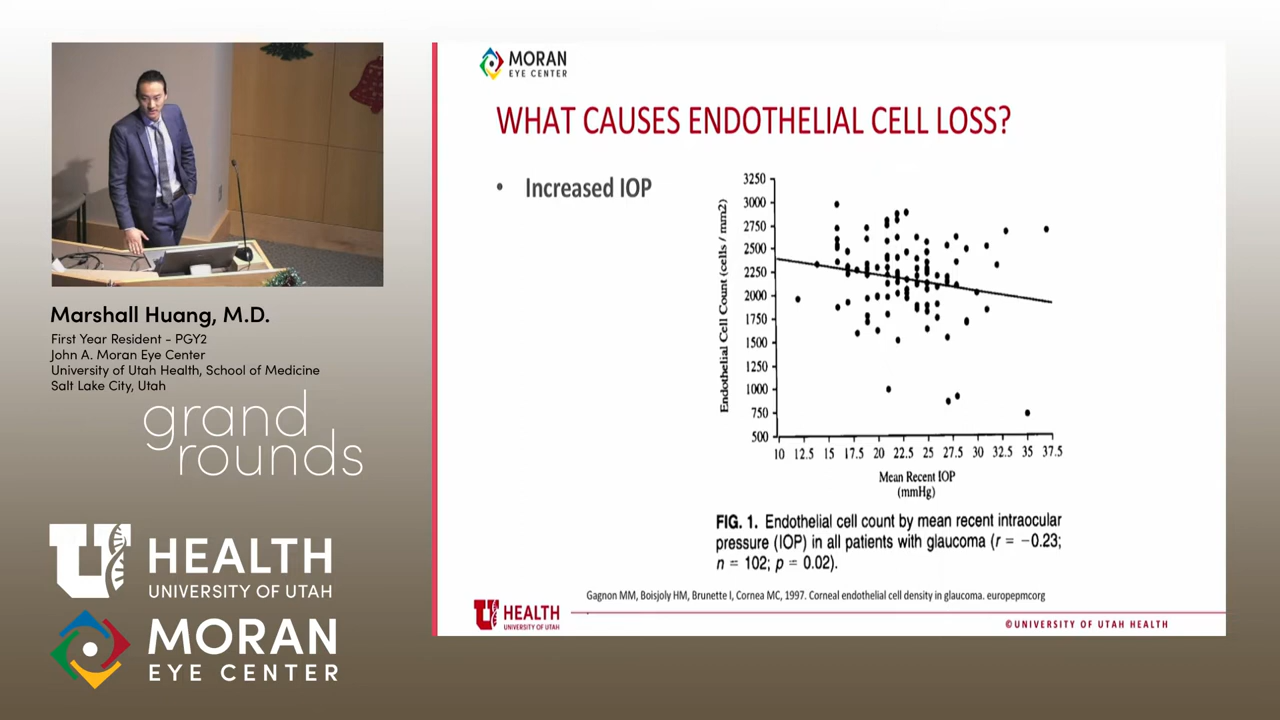 Marshall Huang, M.D.
First Year Resident - PGY2
John A. Moran Eye Center
University of Utah Health, School of Medicine
Salt Lake City, Utah
grand
rounds
U HEALTH
UNIVERSITY OF UTAH
MORAN
EYE CENTER
MORAN
EYE CENTER
WHAT CAUSES ENDOTHELIAL CELL LOSS?
• Increased IOP
Endothelial Cell Count (cells / mm2)
3250
3000
2750
2500
2250
2000
1750
1500
1250
1000
750
500
10 12.5 15 17.5 20 22.5 25 27.5 30 32.5 35 37.5
Mean Recent IOP
(mmHg)
FIG. 1. Endothelial cell count by mean recent intraocular
pressure (IOP) in all patients with glaucoma (r = −0.23;
n = 102; p = 0.02).
Gagnon MM, Boisjoly HM, Brunette I, Cornea MC, 1997. Corneal endothelial cell density in glaucoma. europepmcorg
U HEALTH
UNIVERSITY OF UTAH
©UNIVERSITY OF UTAH HEALTH